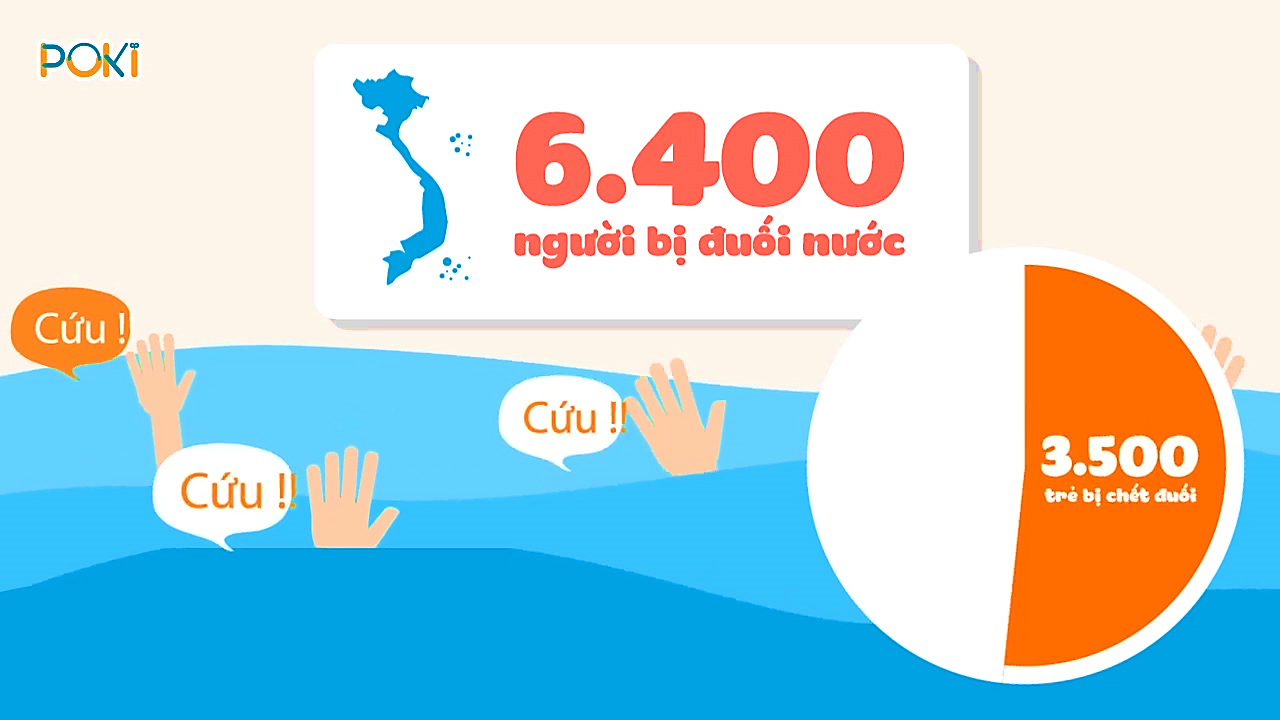 POKI
6.400
người bị đuối nước
Cứu !
Cứu !!
Cứu !!
3.500
trẻ bị chết đuối